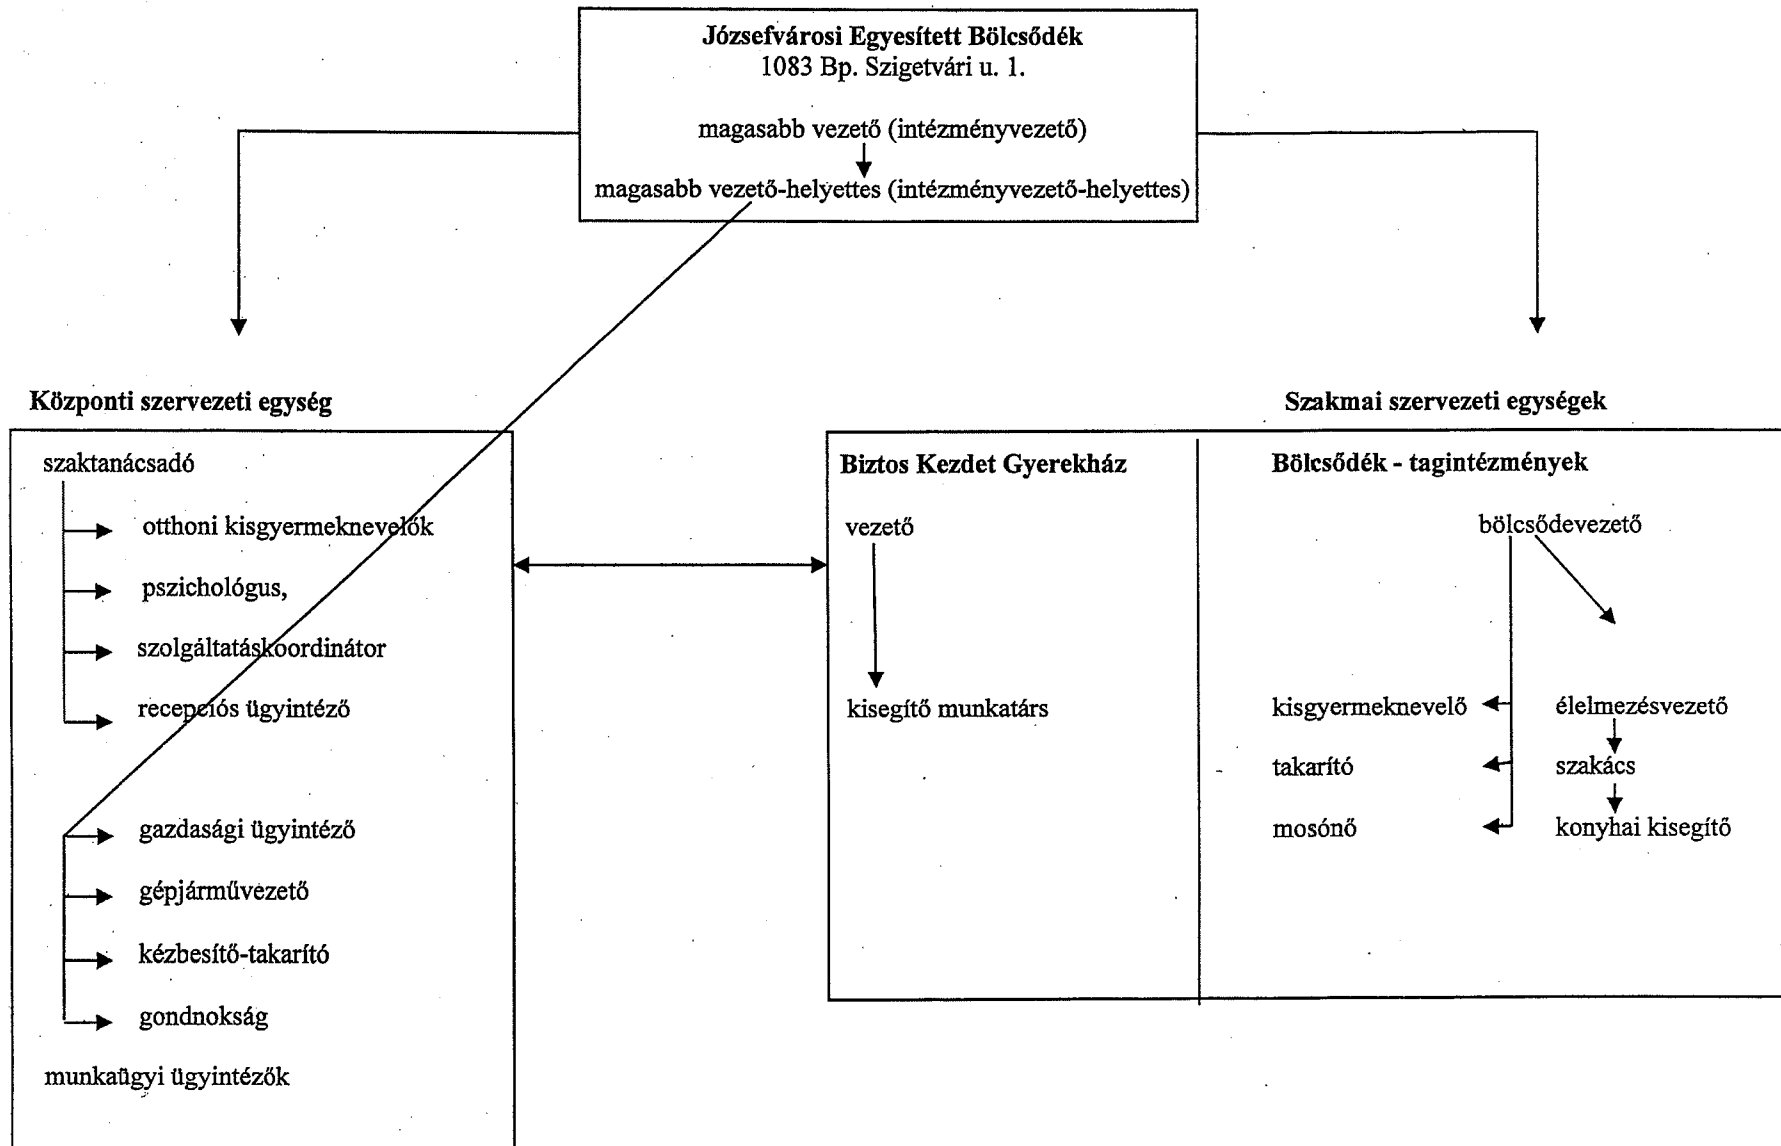 Józsefvárosi Egyesített Bölcsődék
1083 Bp. Szigetvári u. 1.
magasabb vezető (intézményvezető)
magasabb vezető-helyettes (intézményvezető-helyettes)
Központi szervezeti egység
szaktanácsadó
otthoni kisgyermeknevelők
pszichológus,
szolgáltatáskoordinátor
recepciós ügyintéző
gazdasági ügyintéző
gépjárművezető
kézbesítő-takarító
gondnokság
munkaügyi ügyintézők
Szakmai szervezeti egységek
Biztos Kezdet Gyerekház
vezető
kisegítő munkatárs
Bölcsődék - tagintézmények
bölcsődevezető
kisgyermeknevelő
takarító
mosónő
élelmezésvezető
szakács
konyhai kisegítő